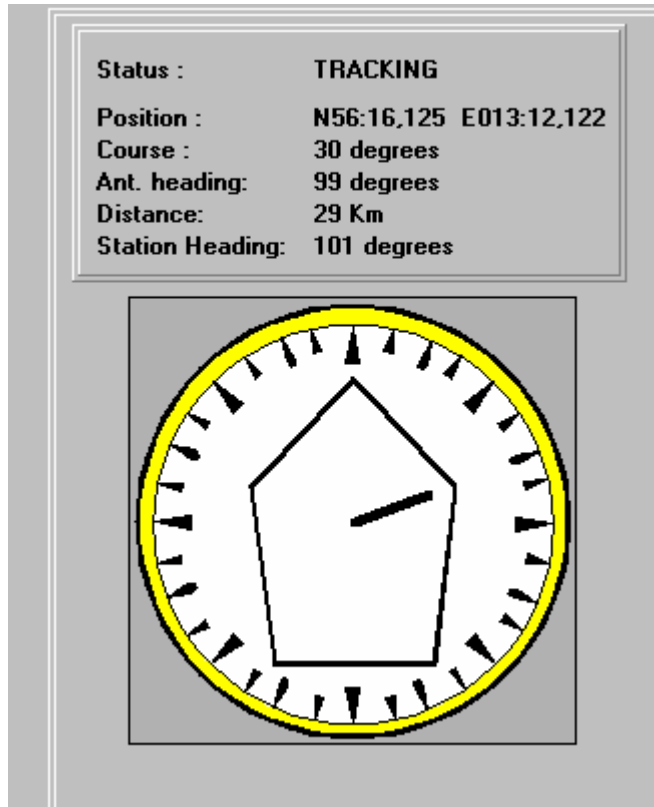 Status : TRACKING
Position : N56:16,125 E013:12,122
Course : 30 degrees
Ant. heading: 99 degrees
Distance: 29 Km
Station Heading: 101 degrees